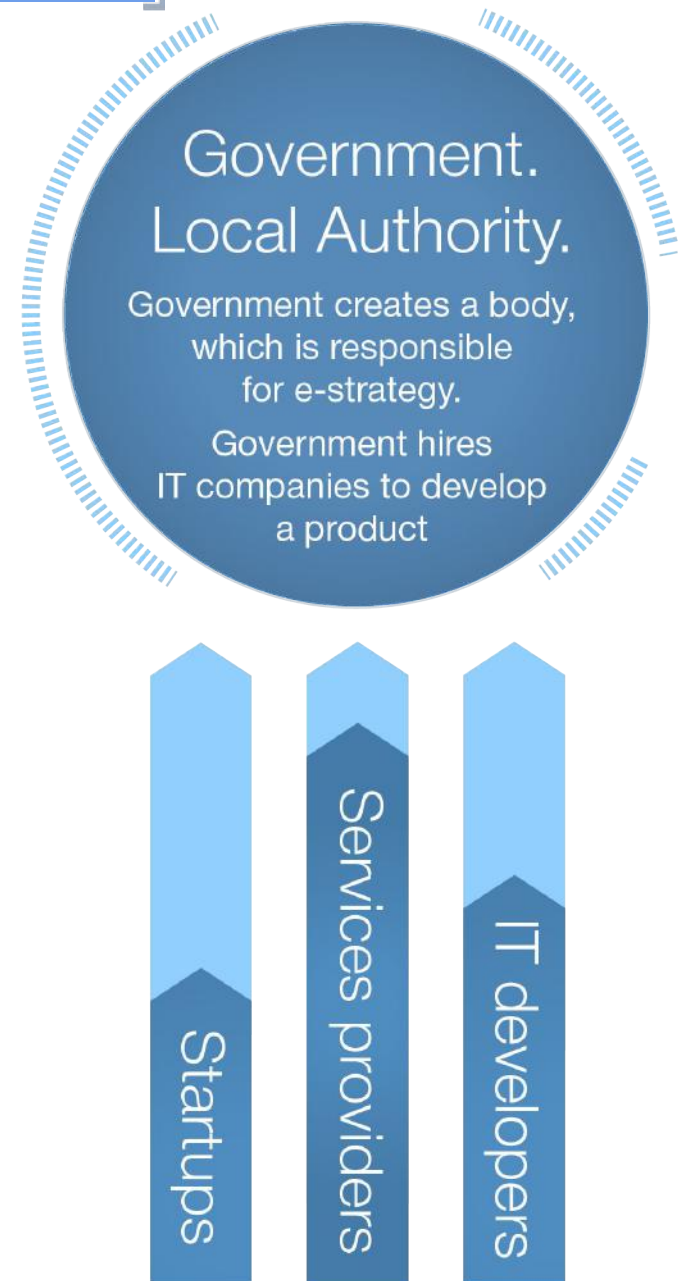 Government.
Local Authority.
Government creates a body,
which is responsible
for e-strategy.
Government hires
IT companies to develop
a product
Startups
Services providers
IT developers